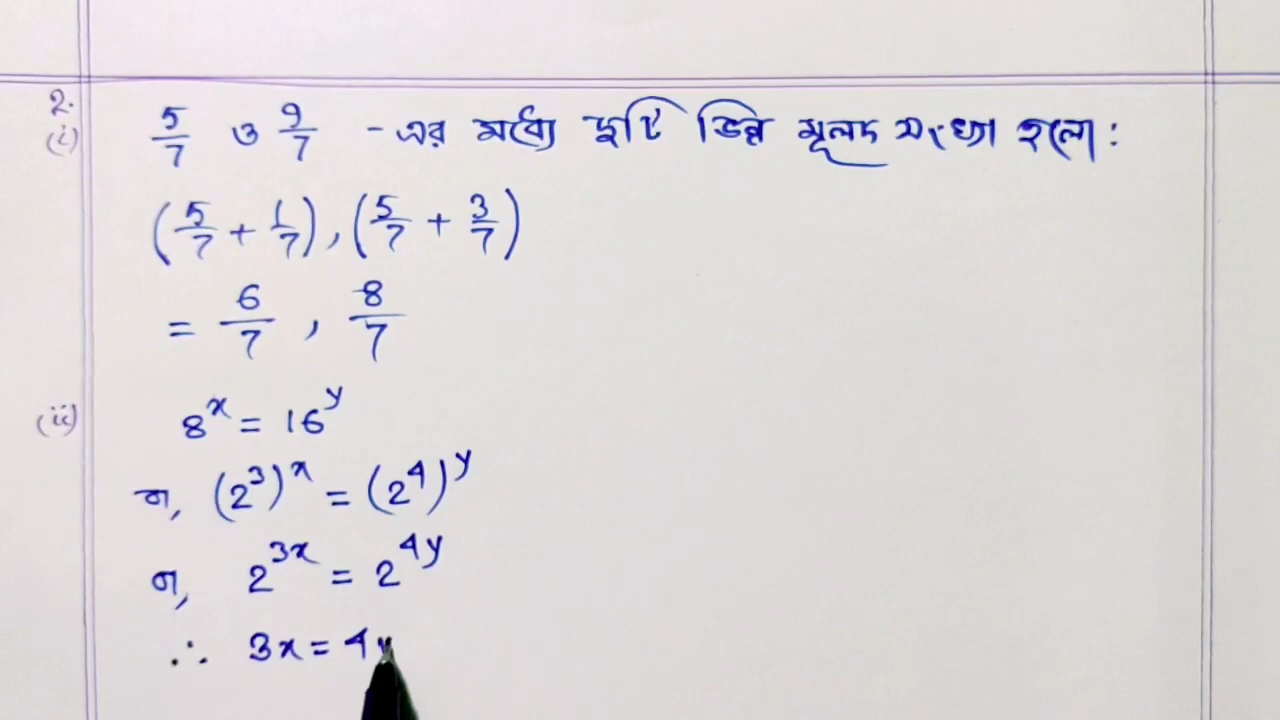 2.
(i) 5/7 ও 9/7 -এর মধ্যে দুটি ভিন্ন মূলদ সংখ্যা হলো :
(5/7 + 1/7), (5/7 + 3/7)
= 6/7 , 8/7
(ii) 8^x = 16^y
বা, (2^3)^x = (2^4)^y
বা, 2^3x = 2^4y
∴ 3x = 4y